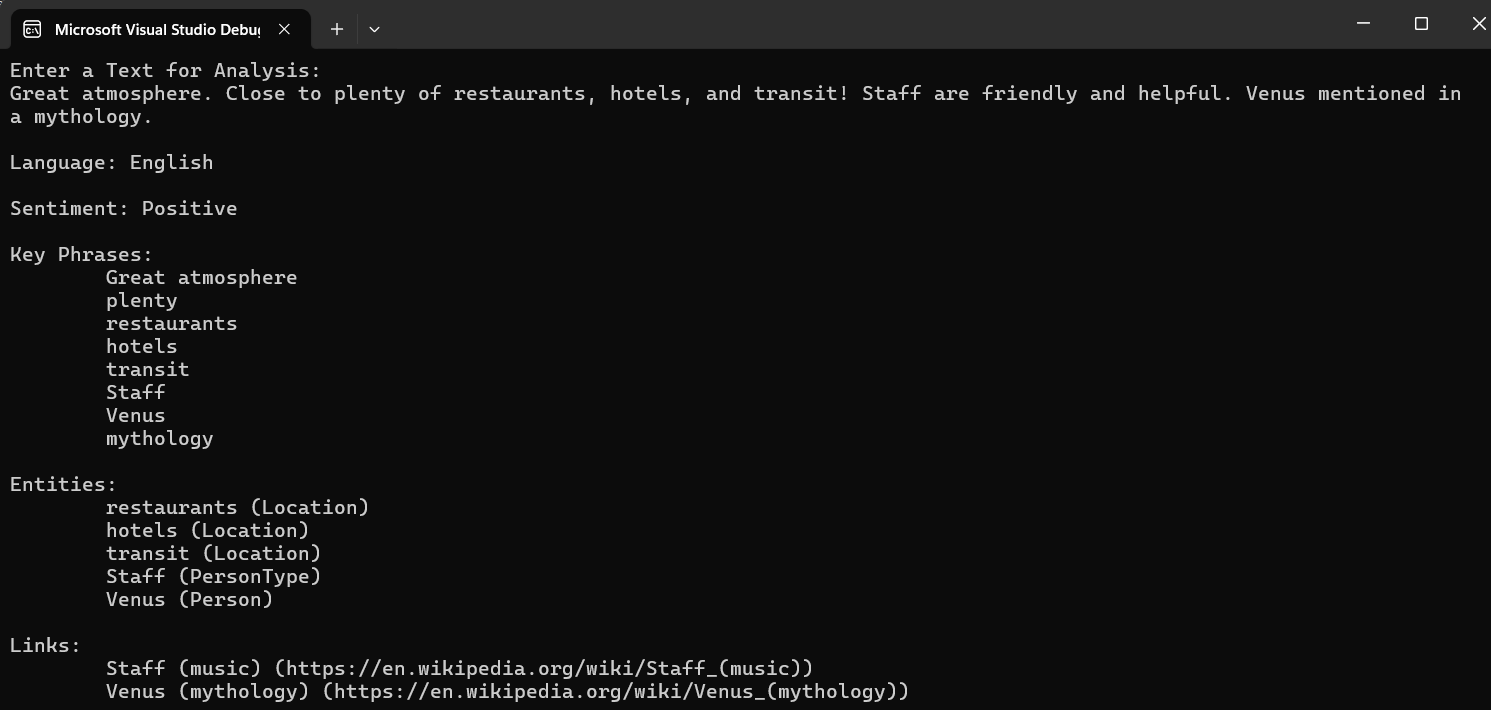 Microsoft Visual Studio Debug
Enter a Text for Analysis:
Great atmosphere. Close to plenty of restaurants, hotels, and transit! Staff are friendly and helpful. Venus mentioned in
a mythology.
Language: English
Sentiment: Positive
Key Phrases:
Great atmosphere
plenty
restaurants
hotels
transit
Staff
Venus
mythology
Entities:
restaurants (Location)
hotels (Location)
transit (Location)
Staff (PersonType)
Venus (Person)
Links:
Staff (music) (https://en.wikipedia.org/wiki/Staff_(music))
Venus (mythology) (https://en.wikipedia.org/wiki/Venus_(mythology))